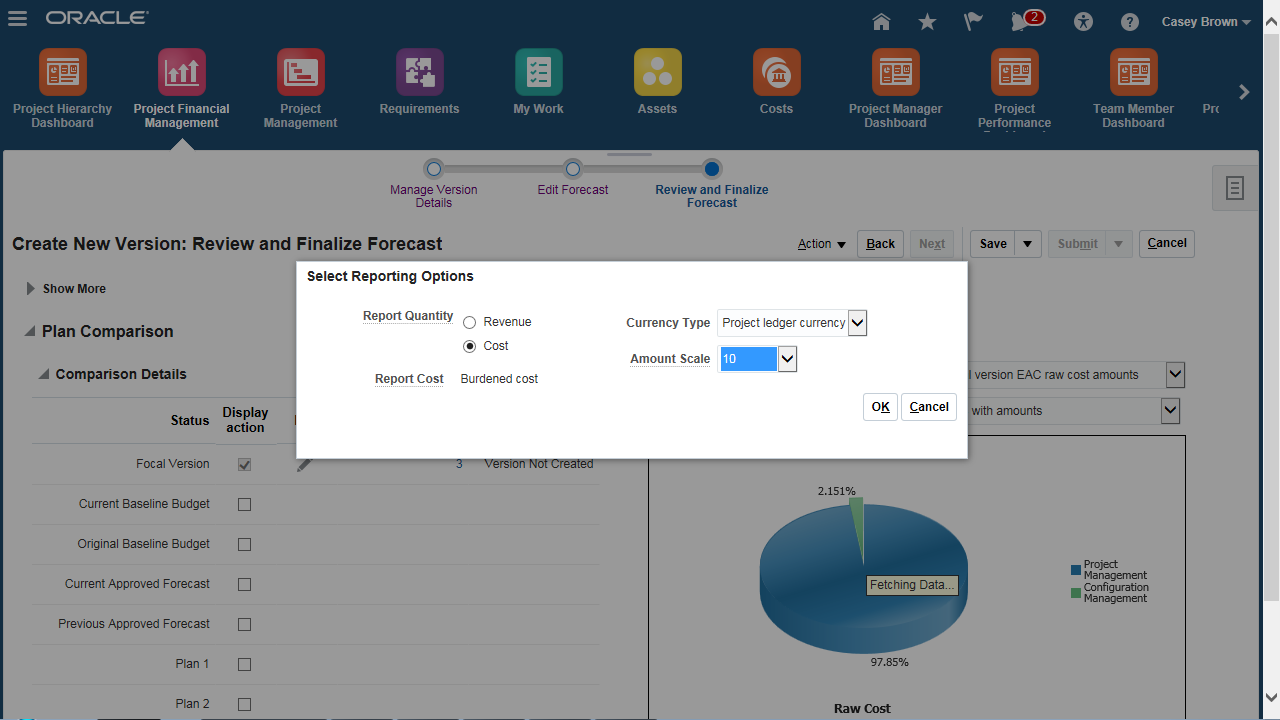 ORACLE
2
Casey Brown
Project Hierarchy
Dashboard
Project Financial
Management
Project
Management
Requirements
My Work
Assets
Costs
Project Manager
Dashboard
Project
Performance
Team Member
Dashboard
Manage Version
Details
Edit Forecast
Review and Finalize
Forecast
Create New Version: Review and Finalize Forecast
Action
Back
Next
Save
Submit
Cancel
Show More
Select Reporting Options
Report Quantity
Revenue
Cost
Report Cost
Burdened cost
Currency Type
Project ledger currency
Amount Scale
10
OK
Cancel
Plan Comparison
Comparison Details
version EAC raw cost amounts
with amounts
Status
Display
action
Focal Version
3
Version Not Created
Current Baseline Budget
Original Baseline Budget
Current Approved Forecast
Previous Approved Forecast
Plan 1
Plan 2
2.151%
Fetching Data...
97.85%
Project
Management
Configuration
Management
Raw Cost